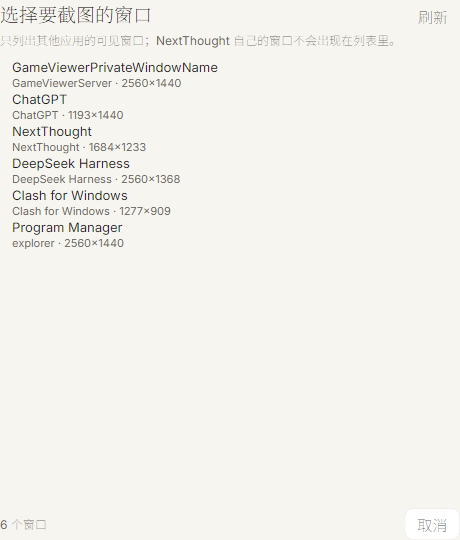 选择要截图的窗口
刷新
只列出其他应用的可见窗口；NextThought 自己的窗口不会出现在列表里。
GameViewerPrivateWindowName
GameViewerServer · 2560×1440
ChatGPT
ChatGPT · 1193×1440
NextThought
NextThought · 1684×1233
DeepSeek Harness
DeepSeek Harness · 2560×1368
Clash for Windows
Clash for Windows · 1277×909
Program Manager
explorer · 2560×1440
6 个窗口
取消